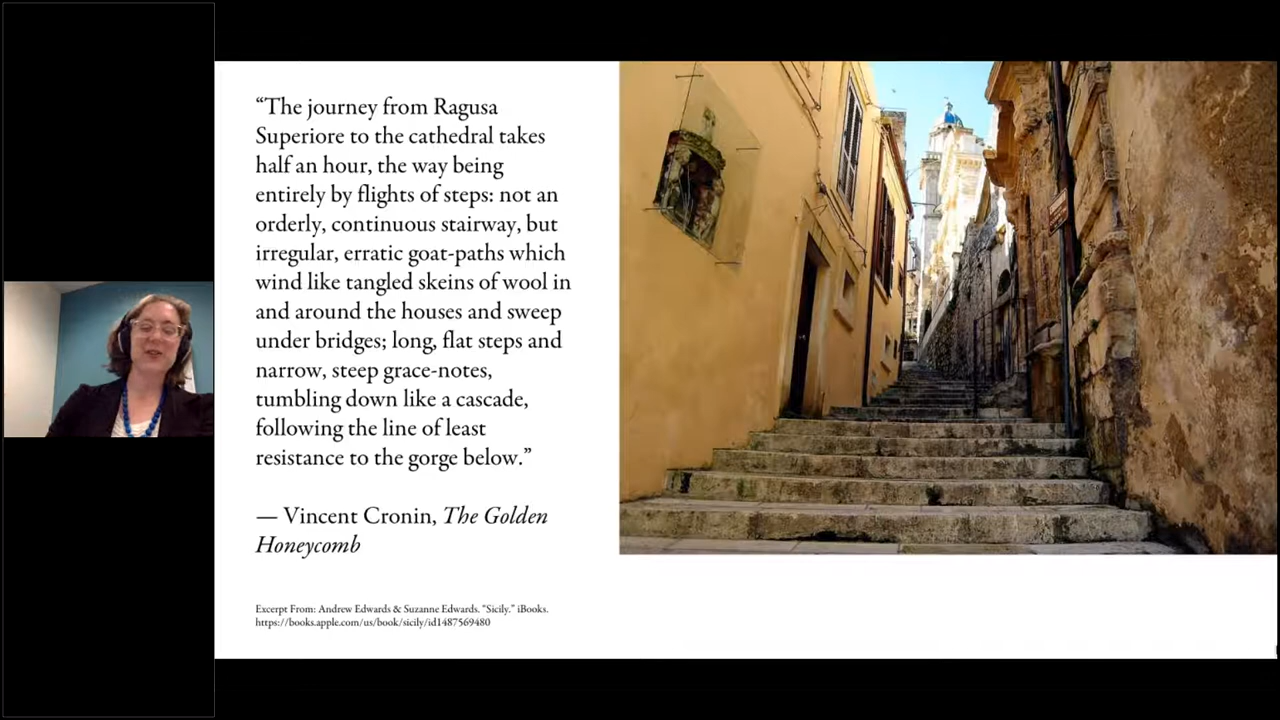 “The journey from Ragusa
Superiore to the cathedral takes
half an hour, the way being
entirely by flights of steps: not an
orderly, continuous stairway, but
irregular, erratic goat-paths which
wind like tangled skeins of wool in
and around the houses and sweep
under bridges; long, flat steps and
narrow, steep grace-notes,
tumbling down like a cascade,
following the line of least
resistance to the gorge below.”
— Vincent Cronin, The Golden
Honeycomb
Excerpt From: Andrew Edwards & Suzanne Edwards. “Sicily.” iBooks.
https://books.apple.com/us/book/sicily/id1487569480